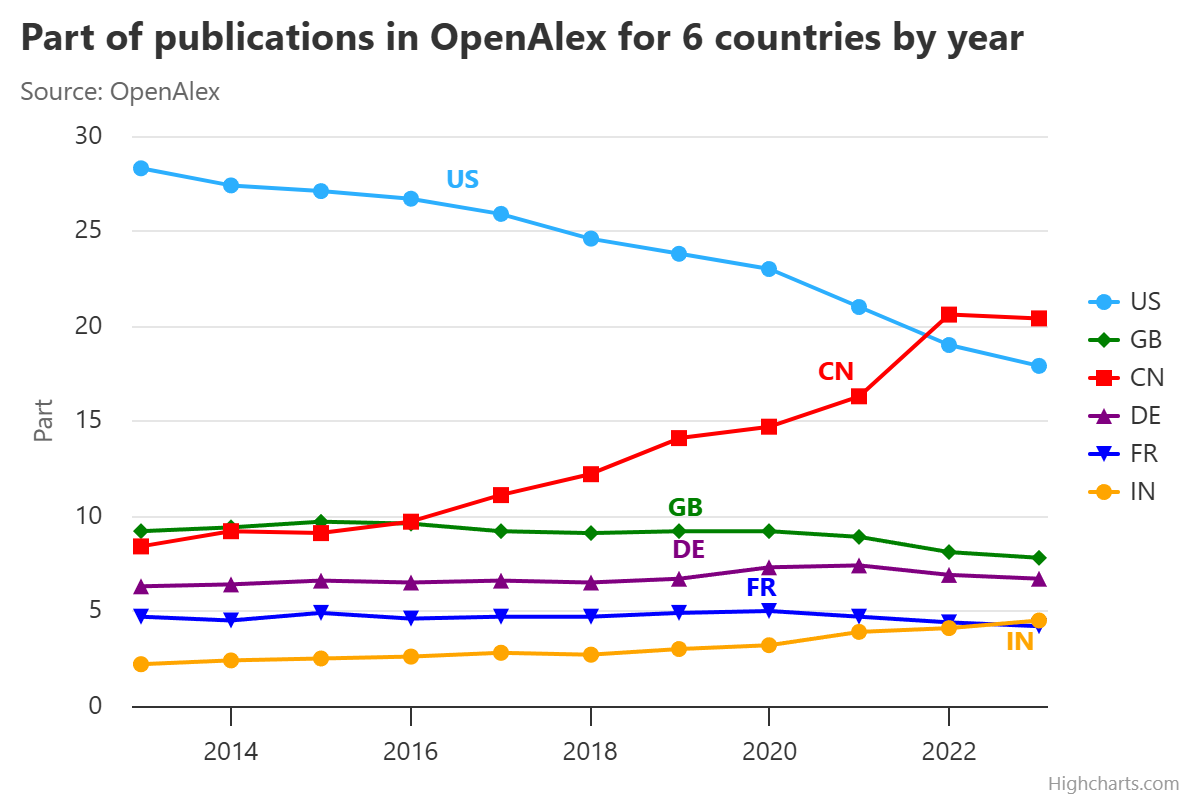 Part of publications in OpenAlex for 6 countries by year
Source: OpenAlex
30
25
20
15
10
5
0
Part
US
CN
GB
DE
FR
IN
2014
2016
2018
2020
2022
US
GB
CN
DE
FR
IN
Highcharts.com